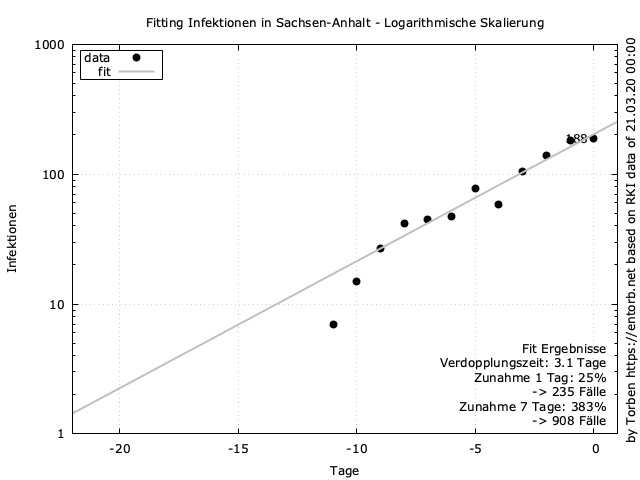 Fitting Infektionen in Sachsen-Anhalt - Logarithmische Skalierung
1000
data
fit
188
100
10
1
Infektionen
Fit Ergebnisse
Verdopplungszeit: 3.1 Tage
Zunahme 1 Tag: 25%
-> 235 Fälle
Zunahme 7 Tage: 383%
-> 908 Fälle
-20 -15 -10 -5 0
Tage
by Torben https://entorb.net based on RKI data of 21.03.20 00:00